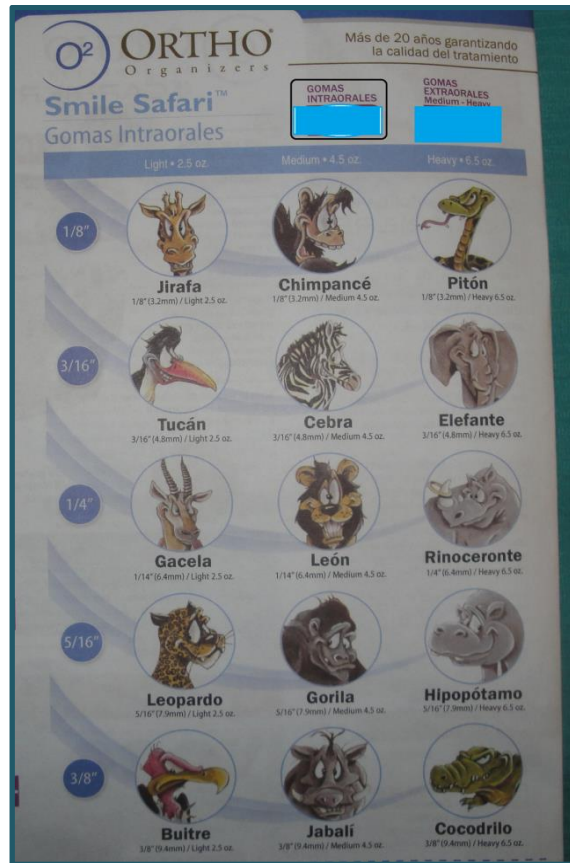 O² ORTHO®
Organizers
Más de 20 años garantizando
la calidad del tratamiento
Smile Safari™
Gomas Intraorales
GOMAS
INTRAORALES
GOMAS
EXTRAORALES
Medium - Heavy
Light • 2.5 oz. Medium • 4.5 oz. Heavy • 6.5 oz.
1/8"
Jirafa Chimpancé Pitón
1/8" (3.2mm) / Light 2.5 oz. 1/8" (3.2mm) / Medium 4.5 oz. 1/8" (3.2mm) / Heavy 6.5 oz.
3/16"
Tucán Cebra Elefante
3/16" (4.8mm) / Light 2.5 oz. 3/16" (4.8mm) / Medium 4.5 oz. 3/16" (4.8mm) / Heavy 6.5 oz.
1/4"
Gacela León Rinoceronte
1/14" (6.4mm) / Light 2.5 oz. 1/14" (6.4mm) / Medium 4.5 oz. 1/4" (6.4mm) / Heavy 6.5 oz.
5/16"
Leopardo Gorila Hipopótamo
5/16" (7.9mm) / Light 2.5 oz. 5/16" (7.9mm) / Medium 4.5 oz. 5/16" (7.9mm) / Heavy 6.5 oz.
3/8"
Buitre Jabalí Cocodrilo
3/8" (9.4mm) / Light 2.5 oz. 3/8" (9.4mm) / Medium 4.5 oz. 3/8" (9.4mm) / Heavy 6.5 oz.